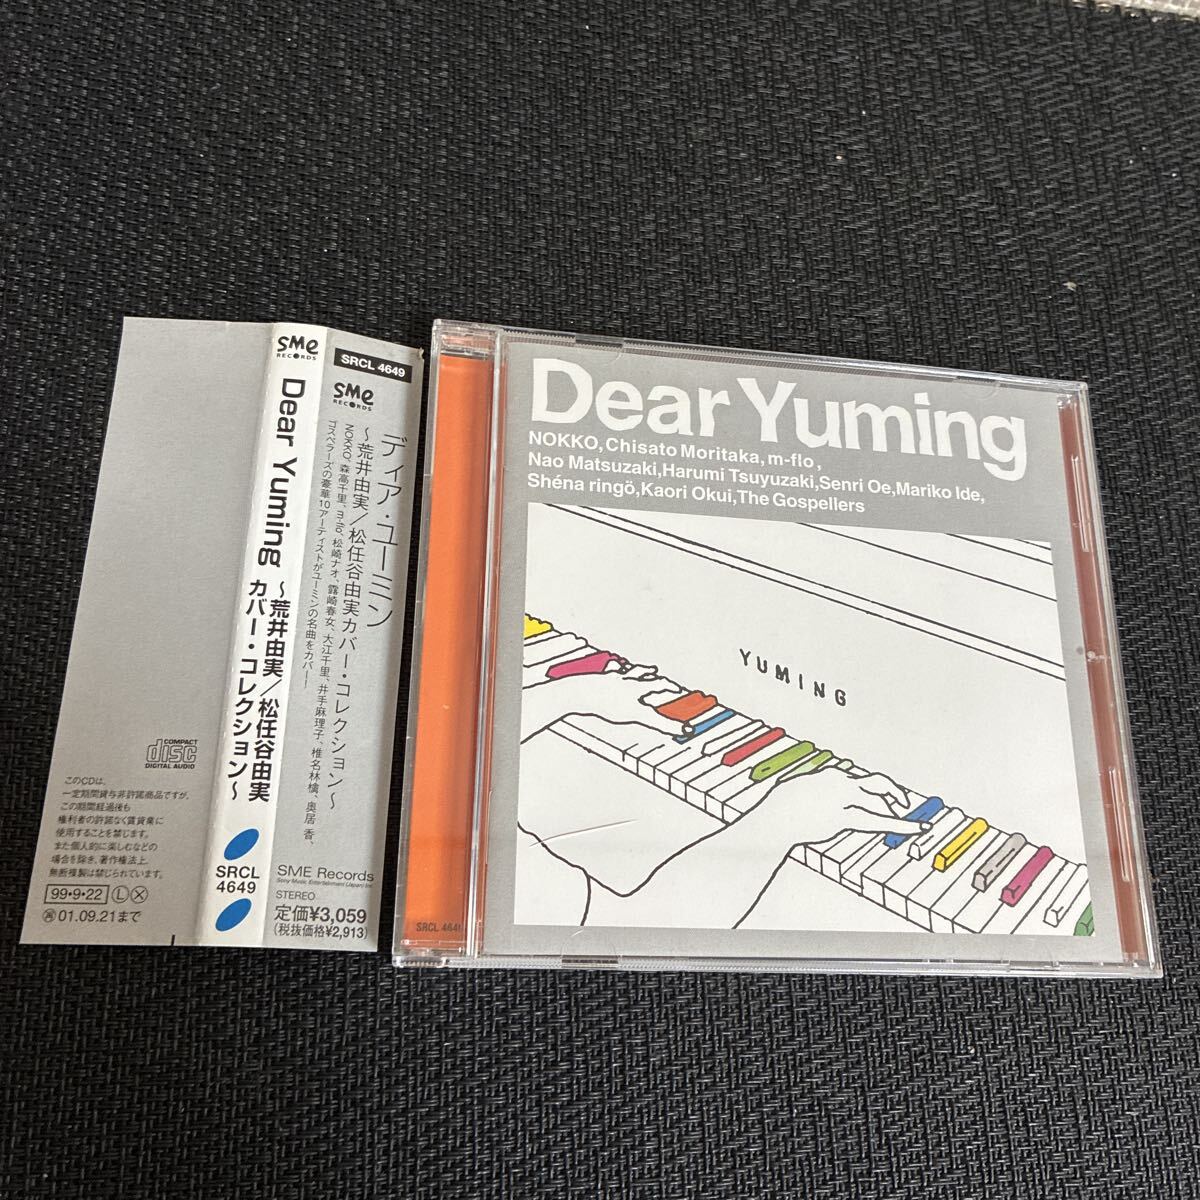 COMPACT
disc
DIGITAL AUDIO
このCDは、
一定期間貸与非許諾商品ですが、
この期間経過後も
権利者の許諾なく賃貸業に
使用することを禁じます。
また個人的に楽しむなどの
場合を除き、著作権法上、
無断複製は禁じられています。
99・9・22 L X
01.09.21まで
SMe
RECORDS
Dear Yuming
～荒井由実/松任谷由実
カバー・コレクション～
SRCL
4649
SRCL 4649
SMe
RECORDS
ディア・ユーミン
～荒井由実/松任谷由実カバー・コレクション～
NOKKO、森高千里、m-flo、松崎ナオ、露崎春女、大江千里、井手麻理子、椎名林檎、奥居 香、
ゴスペラーズの豪華10アーティストがユーミンの名曲をカバー!
SME Records
Sony Music Entertainment (Japan) Inc.
STEREO
定価¥3,059
(税抜価格¥2,913)
SRCL 464
Dear Yuming
NOKKO, Chisato Moritaka, m-flo,
Nao Matsuzaki, Harumi Tsuyuzaki, Senri Oe, Mariko Ide,
Shéna ringö, Kaori Okui, The Gospellers
YUMING